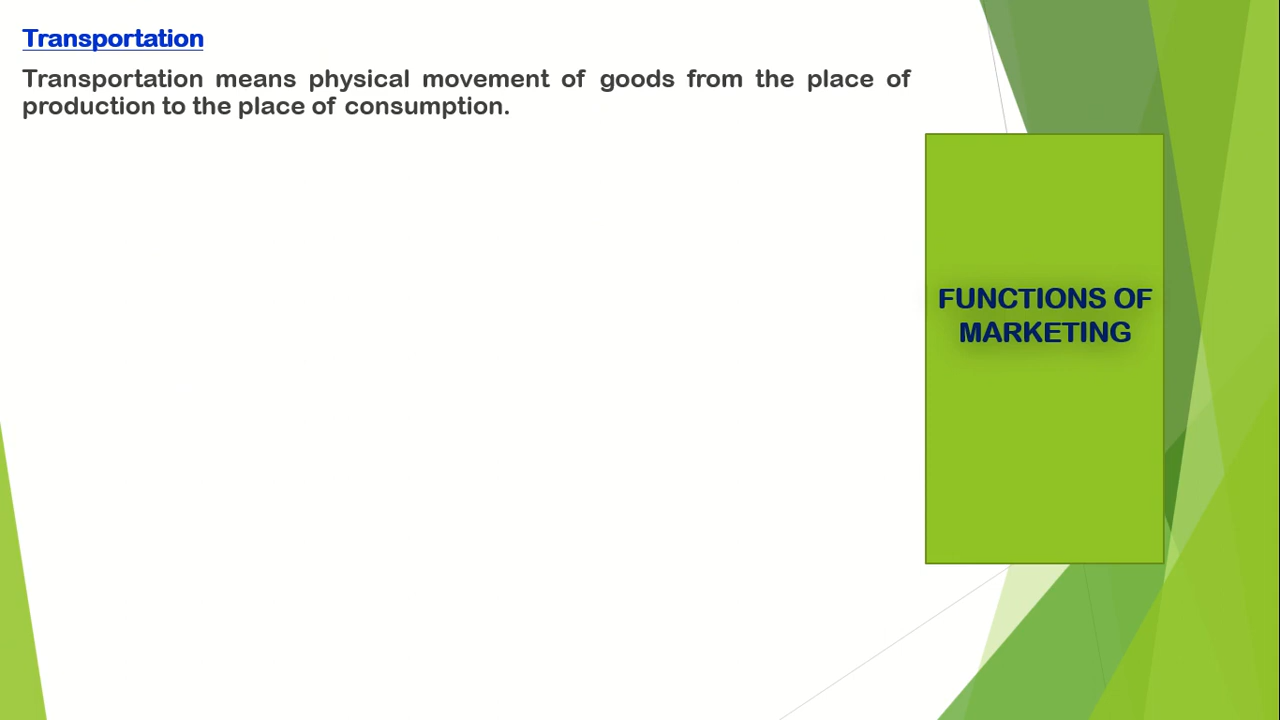 Transportation
Transportation means physical movement of goods from the place of
production to the place of consumption.
FUNCTIONS OF
MARKETING